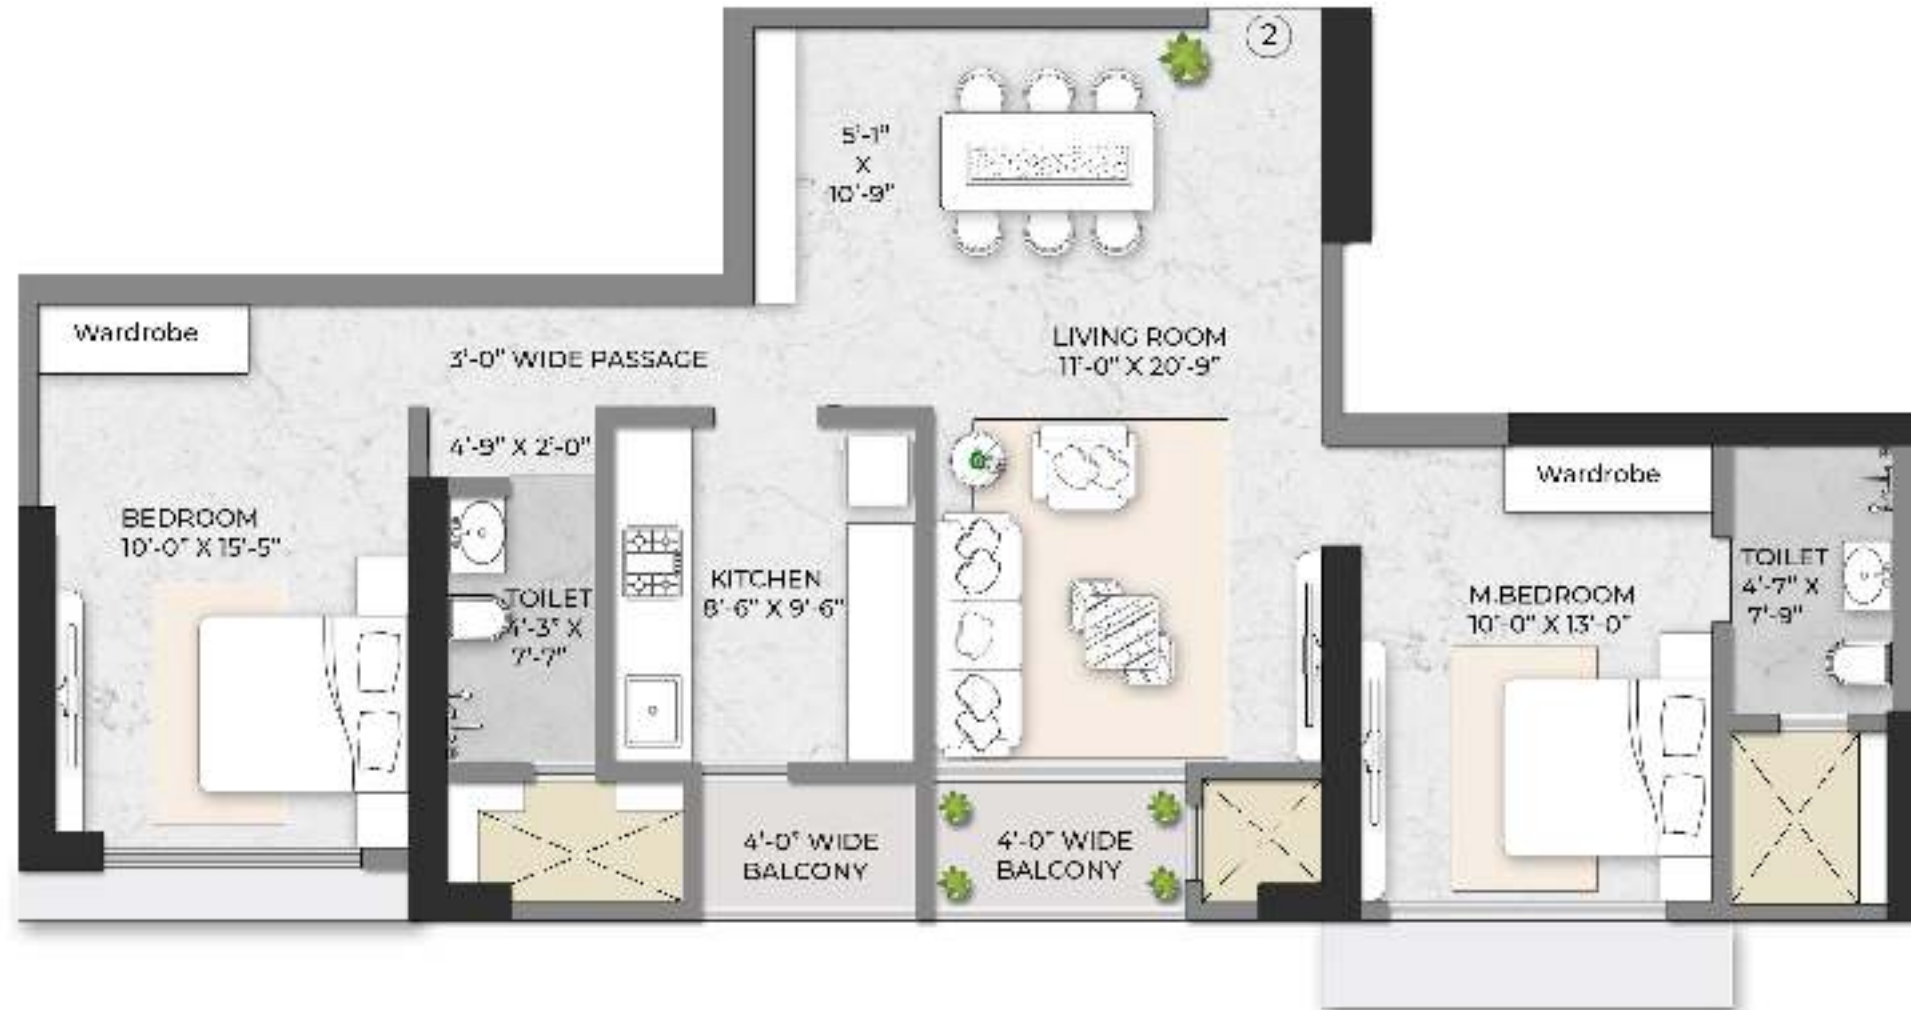 2
5'-1"
X
10'-9"
Wardrobe
3'-0" WIDE PASSAGE
LIVING ROOM
11'-0" X 20'-9"
4'-9" X 2'-0"
Wardrobe
BEDROOM
10'-0" X 15'-5"
TOILET
4'-3" X
7'-7"
KITCHEN
8'-6" X 9'-6"
M.BEDROOM
10'-0" X 13'-0"
TOILET
4'-7" X
7'-9"
4'-0" WIDE
BALCONY
4'-0" WIDE
BALCONY